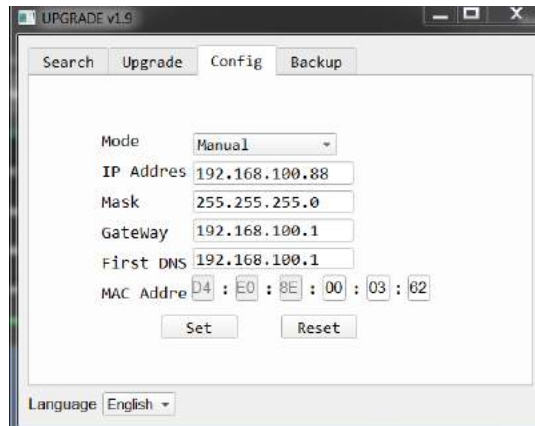 UPGRADE v1.9
Search Upgrade Config Backup
Mode Manual
IP Addres 192.168.100.88
Mask 255.255.255.0
GateWay 192.168.100.1
First DNS 192.168.100.1
MAC Addre D4 : E0 : 8E : 00 : 03 : 62
Set Reset
Language English